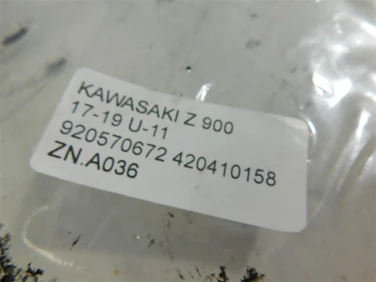 KAWASAKI Z 900
17-19 U-11
920570672 420410158
ZN.A036